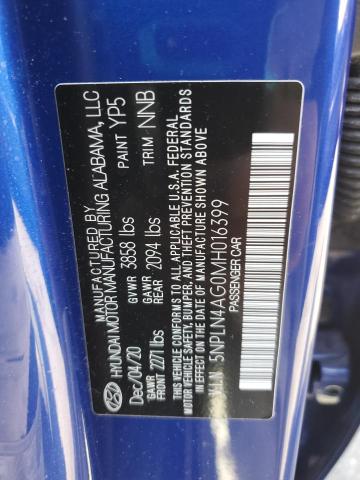 MANUFACTURED BY
HYUNDAI MOTOR MANUFACTURING ALABAMA, LLC
Dec/04/20 GVWR 3858 lbs PAINT YP5
GAWR FRONT 2271 lbs GAWR REAR 2094 lbs TRIM NNB
THIS VEHICLE CONFORMS TO ALL APPLICABLE U.S.A. FEDERAL
MOTOR VEHICLE SAFETY, BUMPER, AND THEFT PREVENTION STANDARDS
IN EFFECT ON THE DATE OF MANUFACTURE SHOWN ABOVE.
5NPLN4AG0MH016399
PASSENGER CAR